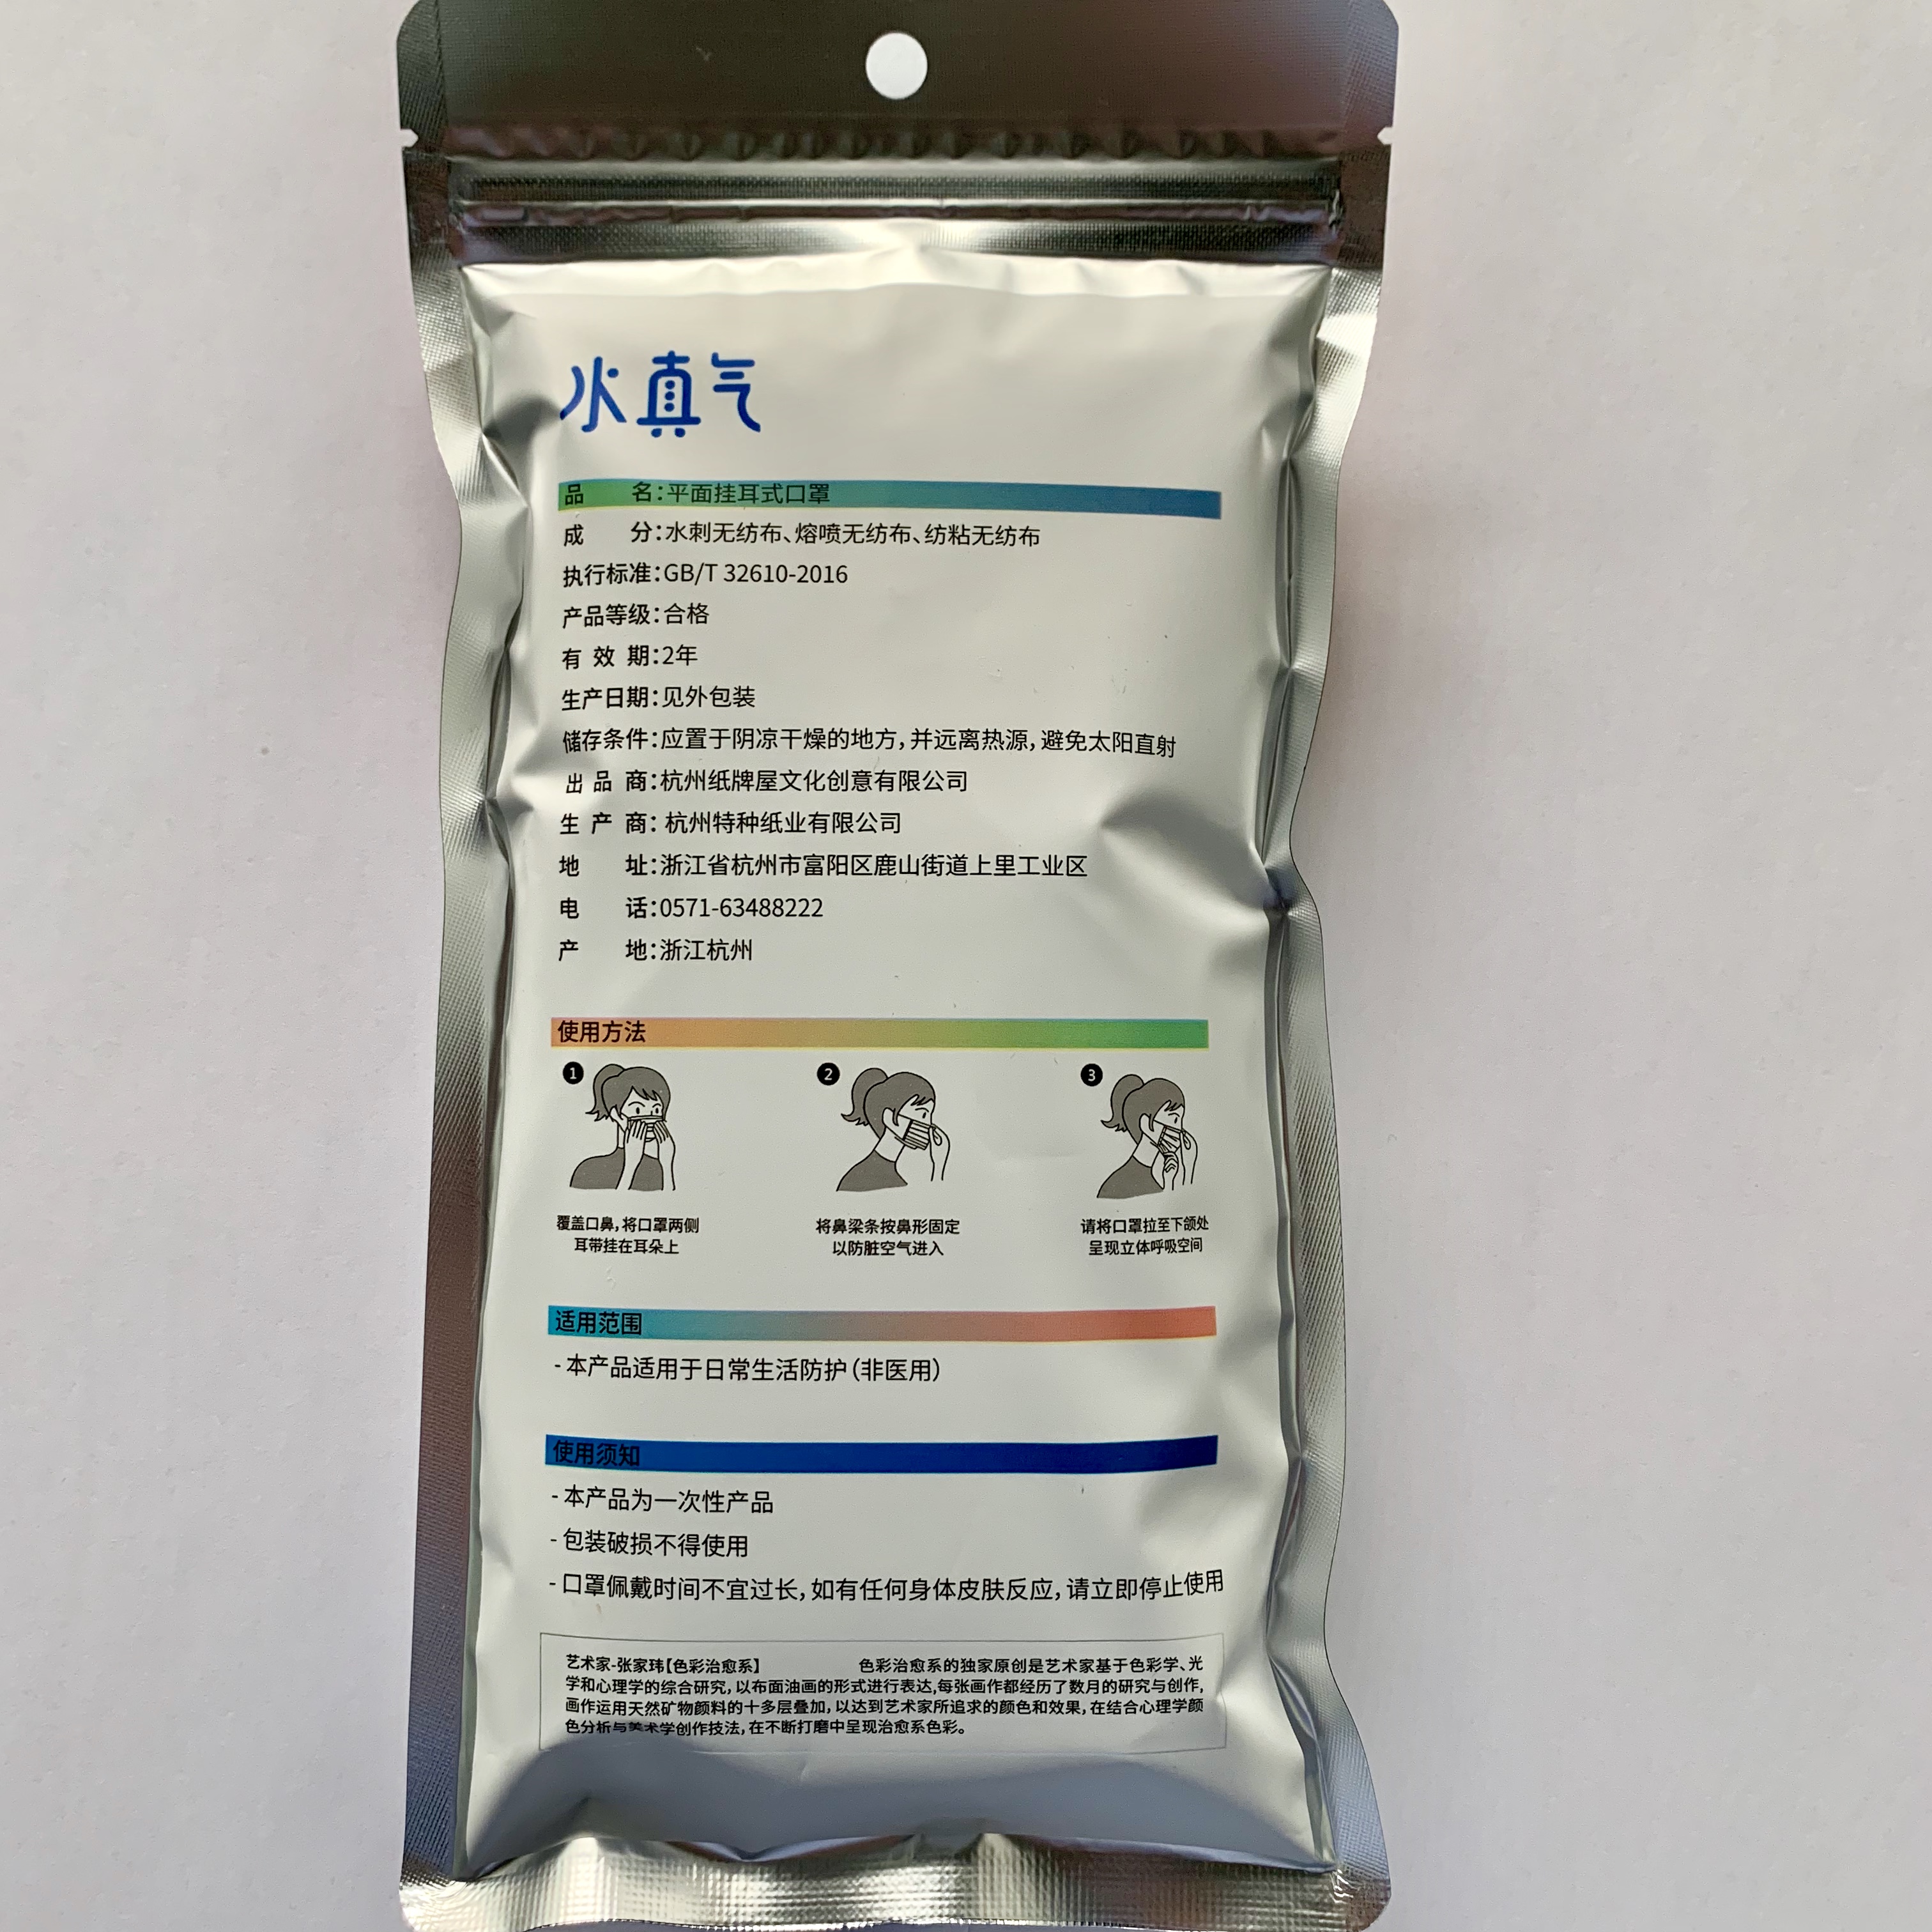 水真气
品 名：平面挂耳式口罩
成 分：水刺无纺布、熔喷无纺布、纺粘无纺布
执行标准：GB/T 32610-2016
产品等级：合格
有 效 期：2年
生产日期：见外包装
储存条件：应置于阴凉干燥的地方，并远离热源，避免太阳直射
出 品 商：杭州纸牌屋文化创意有限公司
生 产 商：杭州特种纸业有限公司
地 址：浙江省杭州市富阳区鹿山街道上里工业区
电 话：0571-63488222
产 地：浙江杭州
使用方法
1
2
3
覆盖口鼻，将口罩两侧
耳带挂在耳朵上
将鼻梁条按鼻形固定
以防脏空气进入
请将口罩拉至下颌处
呈现立体呼吸空间
适用范围
- 本产品适用于日常生活防护（非医用）
使用须知
- 本产品为一次性产品
- 包装破损不得使用
- 口罩佩戴时间不宜过长，如有任何身体皮肤反应，请立即停止使用
艺术家-张家玮【色彩治愈系】 色彩治愈系的独家原创是艺术家基于色彩学、光
学和心理学的综合研究，以布面油画的形式进行表达，每张画作都经历了数月的研究与创作，
画作运用天然矿物颜料的十多层叠加，以达到艺术家所追求的颜色和效果，在结合心理学颜
色分析与美术学创作技法，在不断打磨中呈现治愈系色彩。